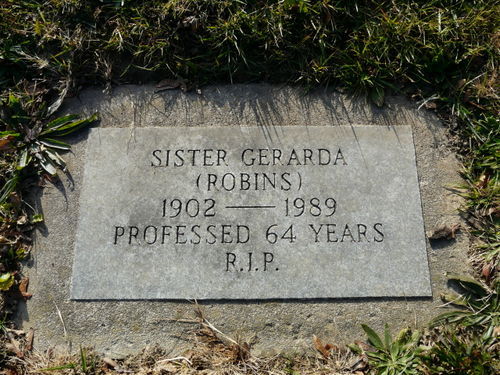 SISTER GERARDA
(ROBINS)
1902 — 1989
PROFESSED 64 YEARS
R.I.P.